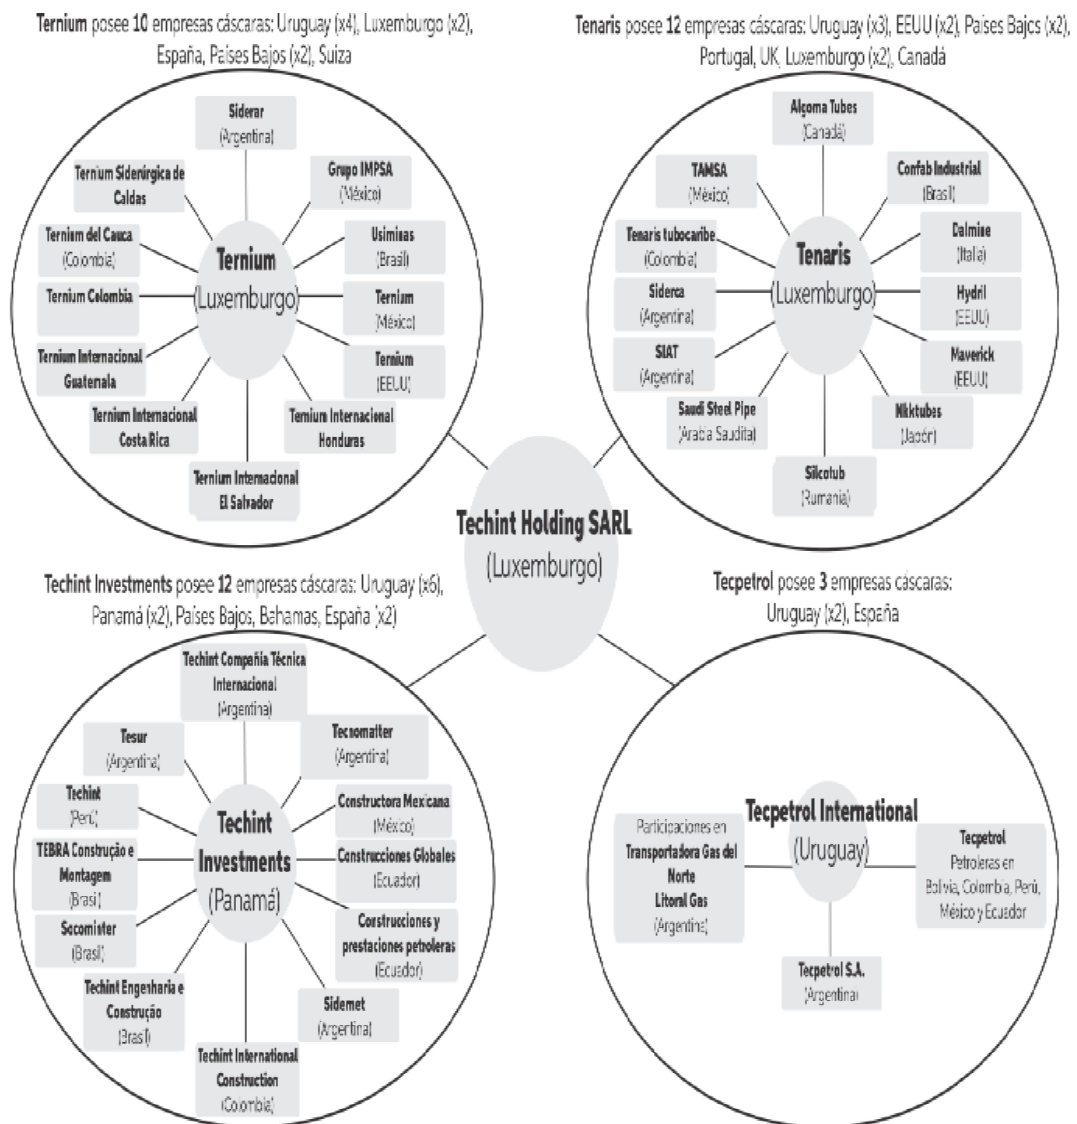 Ternium posee 10 empresas cáscaras: Uruguay (x4), Luxemburgo (x2),
España, Países Bajos (x2), Suiza
Siderar
(Argentina)
Ternium Siderúrgica de
Caldas
Grupo IMPSA
(México)
Ternium del Cauca
(Colombia)
Usiminas
(Brasil)
Ternium
(Luxemburgo)
Ternium Colombia
Ternium
(México)
Ternium Internacional
Guatemala
Ternium
(EEUU)
Ternium Internacional
Costa Rica
Ternium Internacional
Honduras
Ternium Internacional
El Salvador
Tenaris posee 12 empresas cáscaras: Uruguay (x3), EEUU (x2), Países Bajos (x2),
Portugal, UK, Luxemburgo (x2), Canadá
Algoma Tubes
(Canadá)
TAMSA
(México)
Confab Industrial
(Brasil)
Tenaris tubocaribe
(Colombia)
Dalmine
(Italia)
Tenaris
(Luxemburgo)
Siderca
(Argentina)
Hydril
(EEUU)
SIAT
(Argentina)
Maverick
(EEUU)
Saudi Steel Pipe
(Arabia Saudita)
Nkktubes
(Japón)
Silcotub
(Rumania)
Techint Holding SARL
(Luxemburgo)
Techint Investments posee 12 empresas cáscaras: Uruguay (x6),
Panamá (x2), Países Bajos, Bahamas, España (x2)
Techint Compañía Técnica
Internacional
(Argentina)
Tesur
(Argentina)
Tecnomatter
(Argentina)
Techint
(Perú)
Constructora Mexicana
(México)
Techint
Investments
(Panamá)
TEBRA Construção e
Montagem
(Brasil)
Construcciones Globales
(Ecuador)
Socominter
(Brasil)
Construcciones y
prestaciones petroleras
(Ecuador)
Techint Engenharia e
Construção
(Brasil)
Sidernet
(Argentina)
Techint International
Construction
(Colombia)
Tecpetrol posee 3 empresas cáscaras:
Uruguay (x2), España
Tecpetrol International
(Uruguay)
Participaciones en
Transportadora Gas del
Norte
Litoral Gas
(Argentina)
Tecpetrol
Petroleras en
Bolivia, Colombia, Perú,
México y Ecuador
Tecpetrol S.A.
(Argentina)